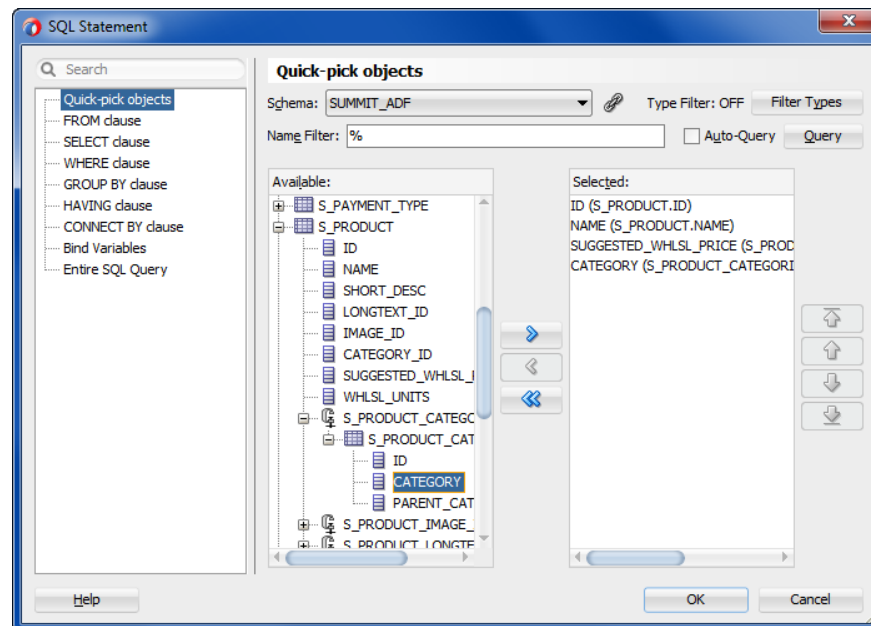 SQL Statement
Search
Quick-pick objects
FROM clause
SELECT clause
WHERE clause
GROUP BY clause
HAVING clause
CONNECT BY clause
Bind Variables
Entire SQL Query
Quick-pick objects
Schema: SUMMIT_ADF Type Filter: OFF Filter Types
Name Filter: % Auto-Query Query
Available:
S_PAYMENT_TYPE
S_PRODUCT
ID
NAME
SHORT_DESC
LONGTEXT_ID
IMAGE_ID
CATEGORY_ID
SUGGESTED_WHLSL_
WHLSL_UNITS
S_PRODUCT_CATEGC
S_PRODUCT_CAT
ID
CATEGORY
PARENT_CAT
S_PRODUCT_IMAGE_
S_PRODUCT_LONGTE
Selected:
ID (S_PRODUCT.ID)
NAME (S_PRODUCT.NAME)
SUGGESTED_WHLSL_PRICE (S_PROD
CATEGORY (S_PRODUCT_CATEGORI
Help OK Cancel